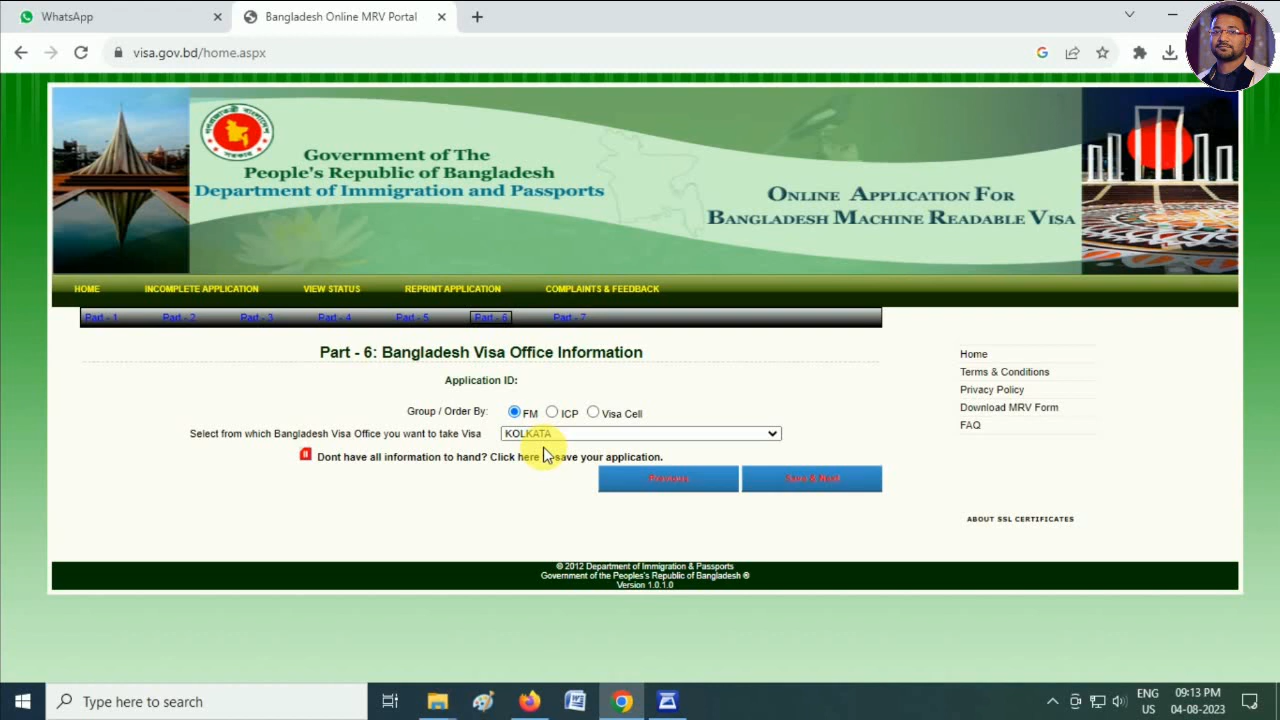 WhatsApp
Bangladesh Online MRV Portal
visa.gov.bd/home.aspx
Government of The
People's Republic of Bangladesh
Department of Immigration and Passports
Online Application For
Bangladesh Machine Readable Visa
HOME INCOMPLETE APPLICATION VIEW STATUS REPRINT APPLICATION COMPLAINTS & FEEDBACK
Part - 1 Part - 2 Part - 3 Part - 4 Part - 5 Part - 6 Part - 7
Part - 6: Bangladesh Visa Office Information
Application ID:
Group / Order By: FM ICP Visa Cell
Select from which Bangladesh Visa Office you want to take Visa KOLKATA
Dont have all information to hand? Click here save your application.
Previous Save & Next
Home
Terms & Conditions
Privacy Policy
Download MRV Form
FAQ
ABOUT SSL CERTIFICATES
© 2012 Department of Immigration & Passports
Government of the Peoples's Republic of Bangladesh ®
Version 1.0.1.0
Type here to search
ENG
US
09:13 PM
04-08-2023